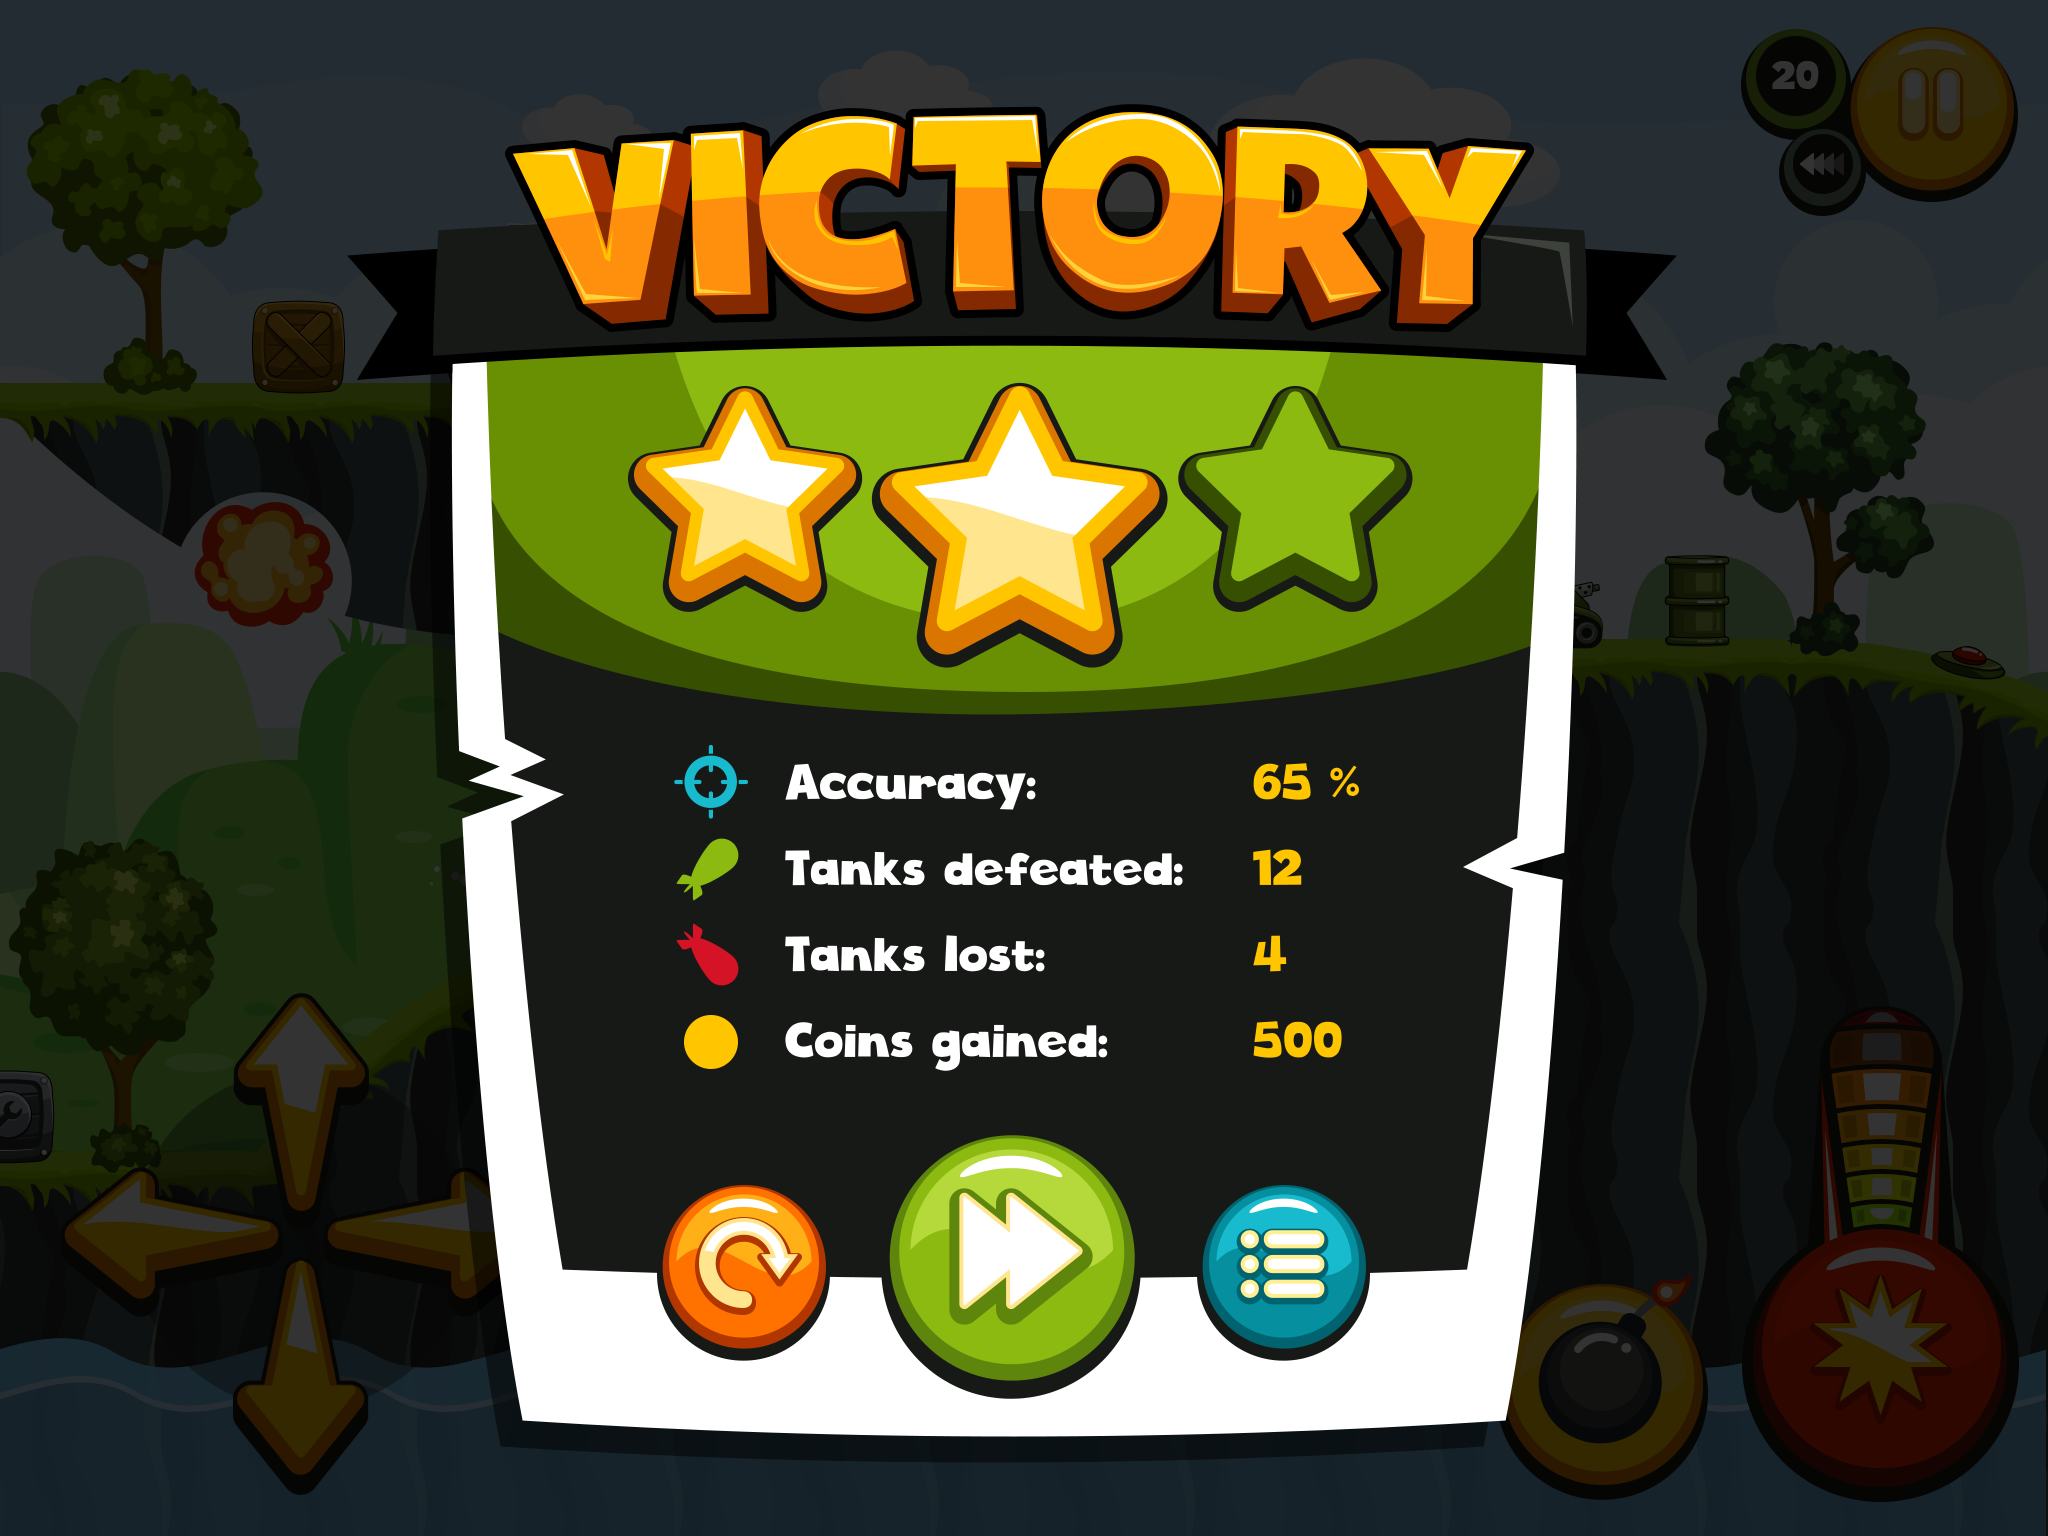 20
VICTORY
Accuracy: 65 %
Tanks defeated: 12
Tanks lost: 4
Coins gained: 500